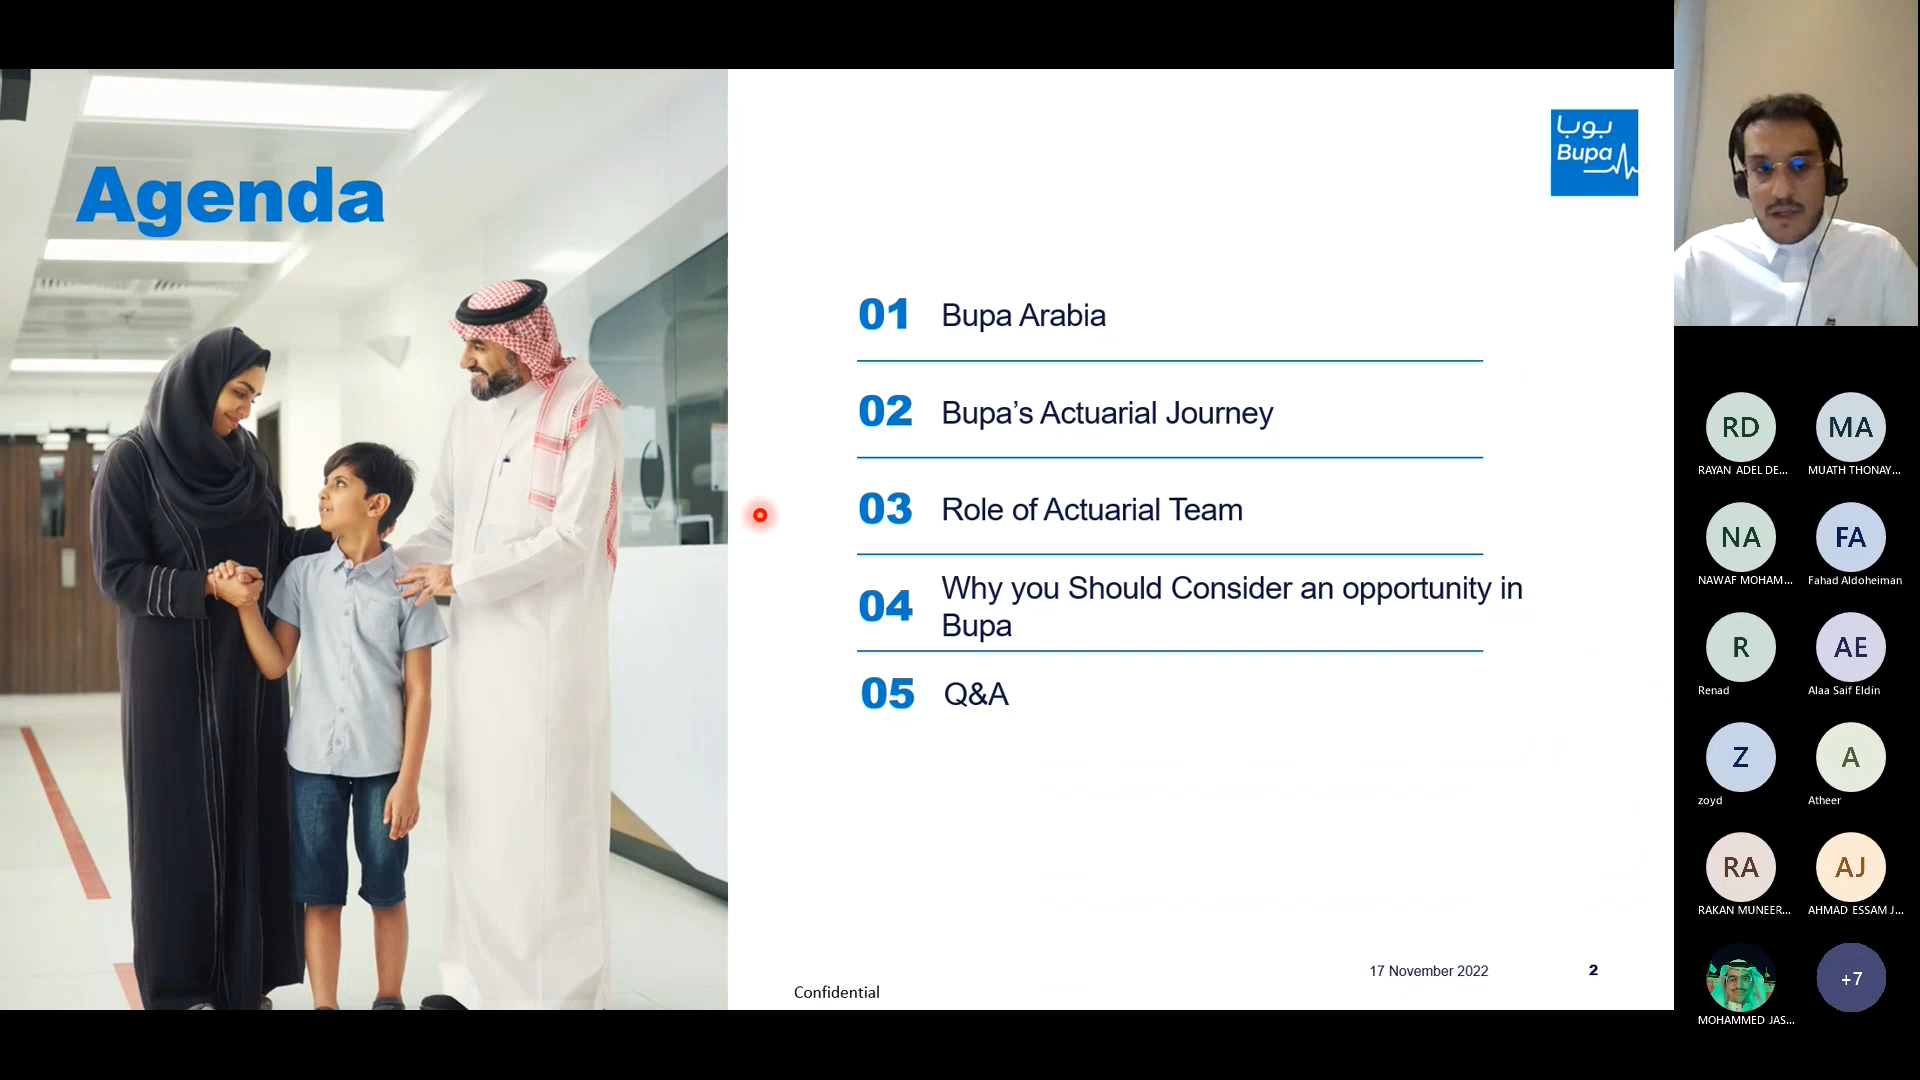 Agenda
بوبا
Bupa
01 Bupa Arabia
02 Bupa’s Actuarial Journey
03 Role of Actuarial Team
04 Why you Should Consider an opportunity in
Bupa
05 Q&A
17 November 2022 2
Confidential
RD MA
RAYAN ADEL DE... MUATH THONAY...
NA FA
NAWAF MOHAM... Fahad Aldoheiman
R AE
Renad Alaa Saif Eldin
Z A
zoyd Atheer
RA AJ
RAKAN MUNEER... AHMAD ESSAM J...
+7
MOHAMMED JAS...